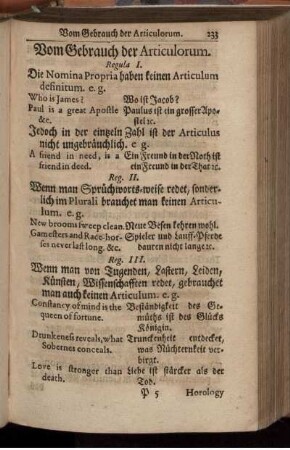 Vom Gebrauch der Articulorum. 233
Vom Gebrauch der Articulorum.
Regula I.
Die Nomina Propria haben keinen Articulum
definitum. e. g.
Who is James? Wo ist Jacob?
Paul is a great Apostle Paulus ist ein grosser Apo-
&c. stel ꝛc.
Jedoch in der eintzeln Zahl ist der Articulus
nicht ungebräuchlich. e g
A friend in need, is a Ein Freund in der Noth ist
friend in deed. ein Freund in der That ꝛc.
Reg. II.
Wenn man Sprüchworts-weise redet, sonder-
lich im Plurali brauchet man keinen Articu-
lum. e. g.
New brooms sweep clean. Neue Besen kehren wohl.
Gamesters and Race-hor- Spieler und Lauff-Pferde
ses never last long. &c. dauren nicht lange ꝛc.
Reg. III.
Wenn man von Tugenden, Lastern, Leiden,
Künsten, Wissenschafften redet, gebrauchet
man auch keinen Articulum: e. g.
Constancy of mind is the Beständigkeit des Ge-
queen of fortune. müths ist des Glücks
Königin.
Drunkeness reveals, what Trunckenheit entdecket,
Sobernes conceals. was Nüchternkeit ver-
birgt.
Love is stronger than Liebe ist stärcker als der
death. Tod.
P 5 Horology